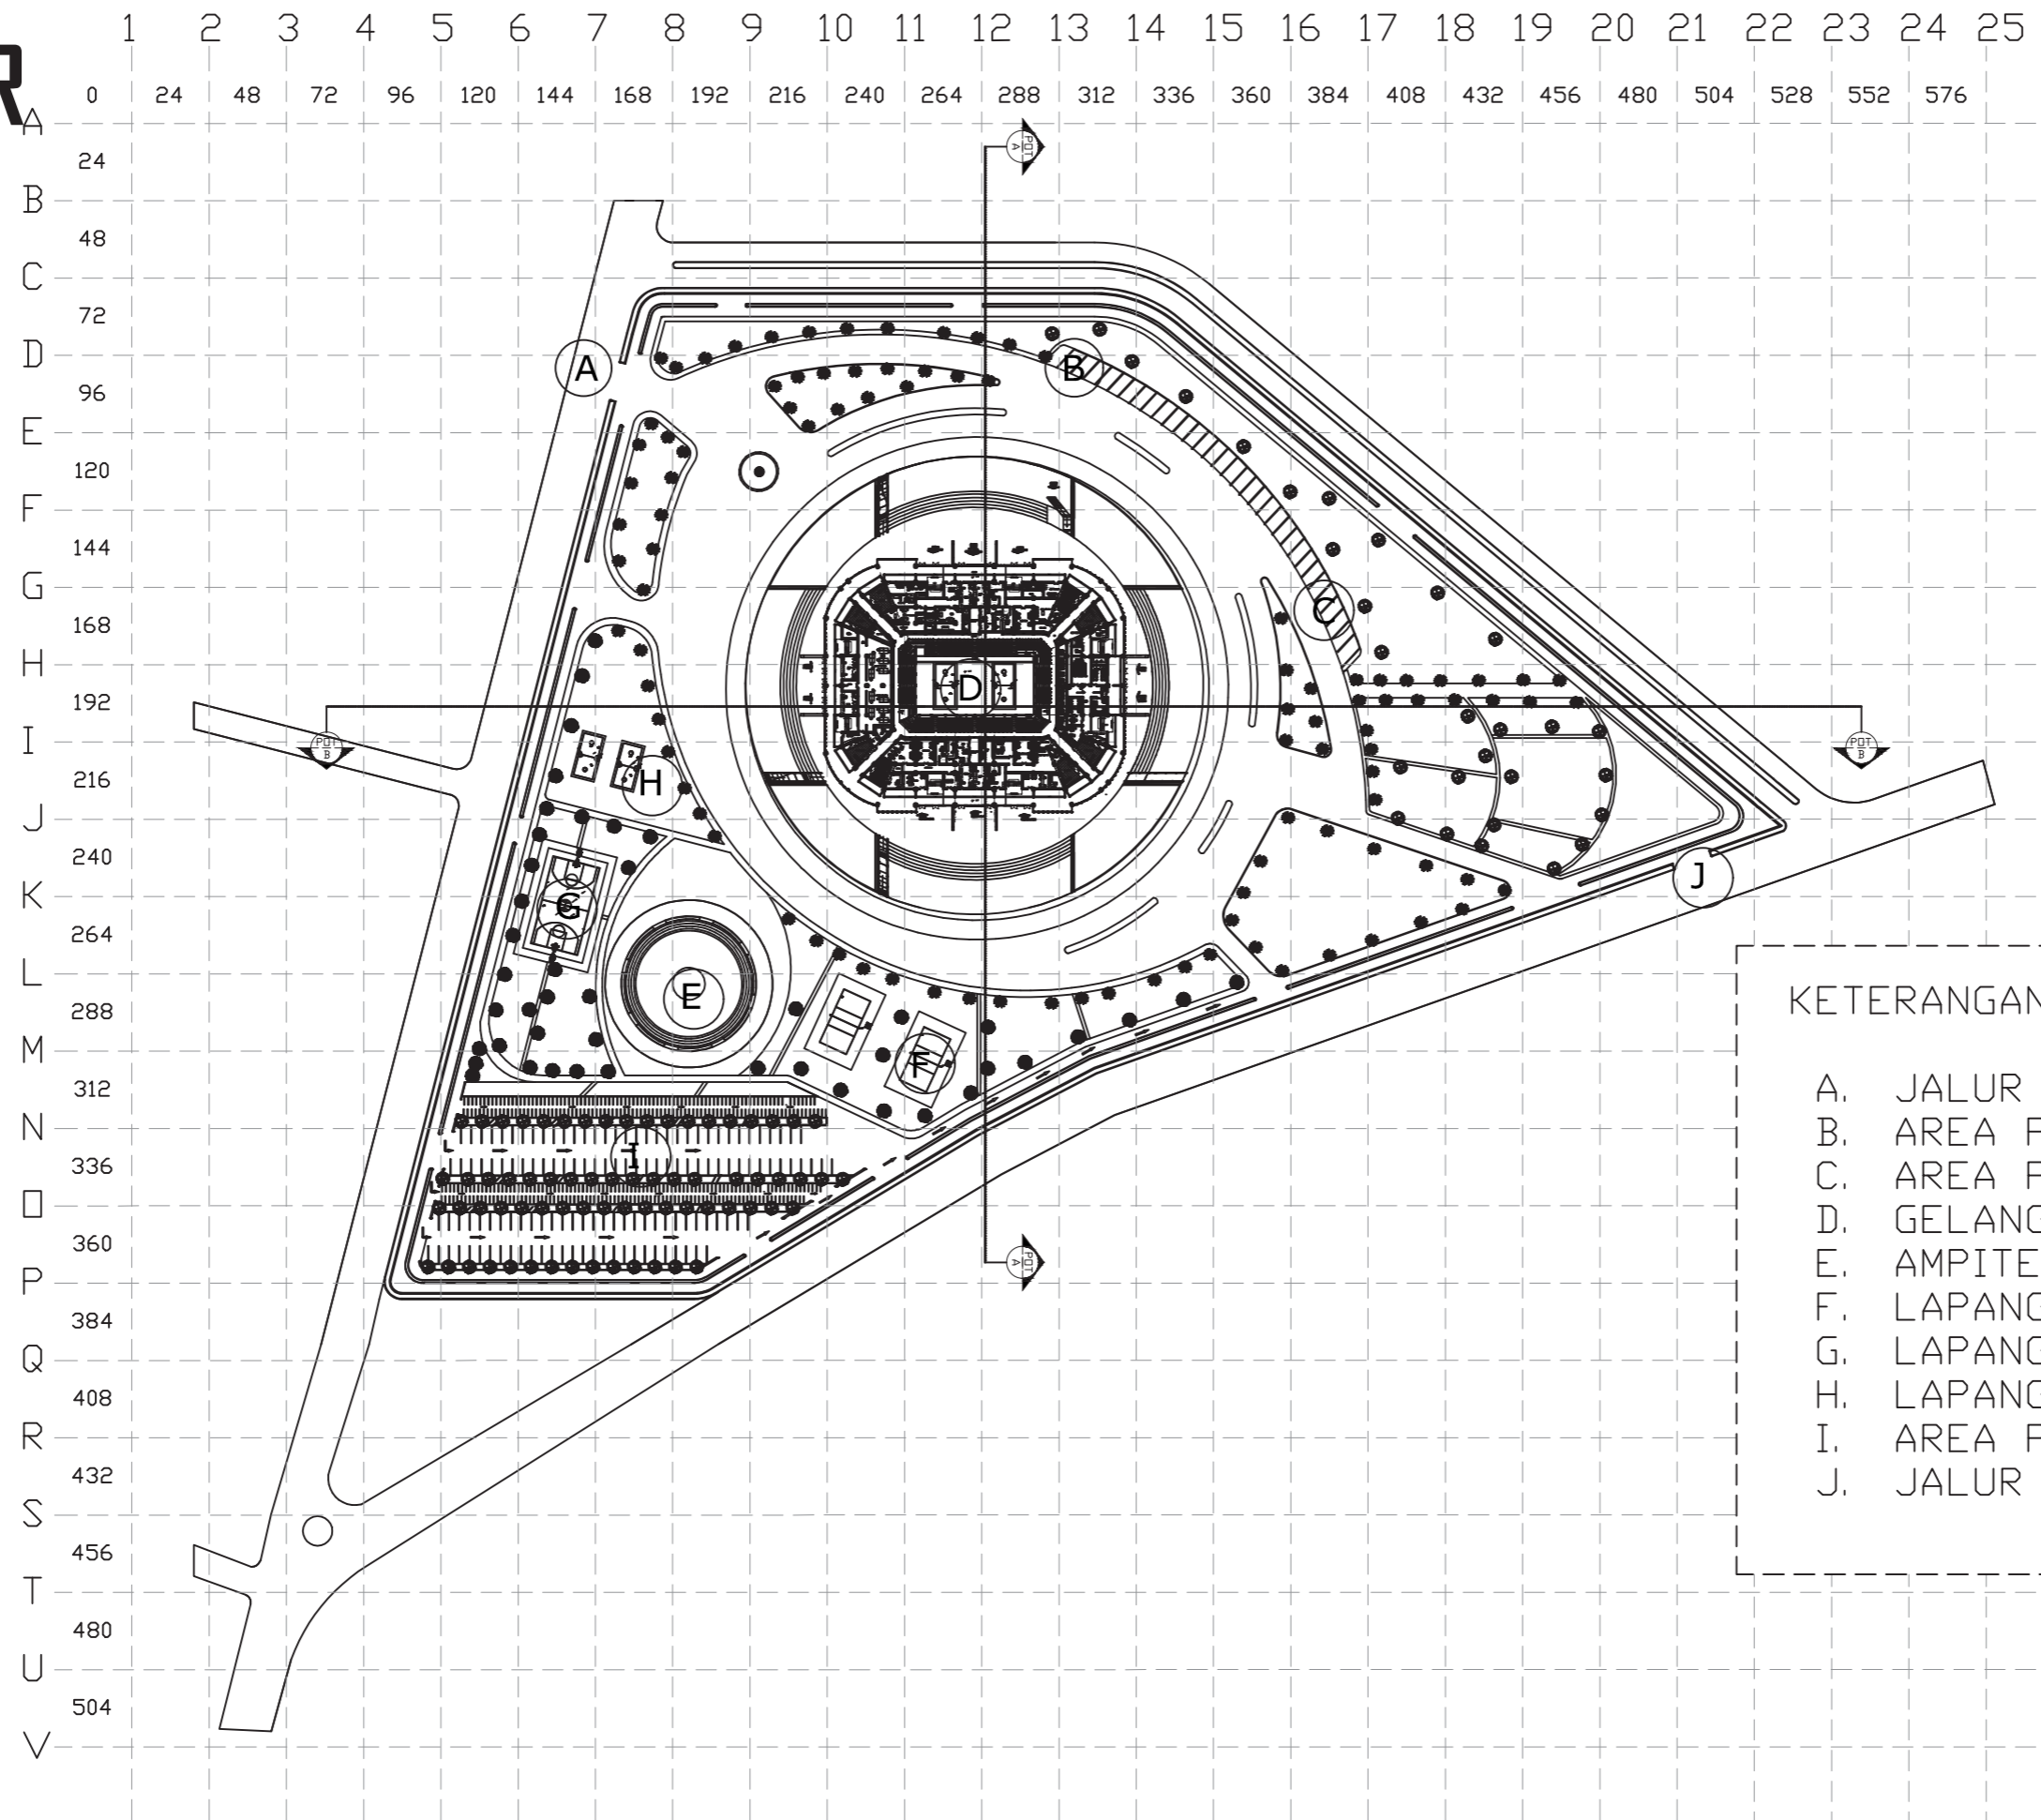 1 2 3 4 5 6 7 8 9 10 11 12 13 14 15 16 17 18 19 20 21 22 23 24 25
R
0 24 48 72 96 120 144 168 192 216 240 264 288 312 336 360 384 408 432 456 480 504 528 552 576
A
24
B
48
C
72
D
96
E
120
F
144
G
168
H
192
I
216
J
240
K
264
L
288
M
312
N
336
O
360
P
384
Q
408
R
432
S
456
T
480
U
504
V
POT A
A
B
C
D
POT B
POT B
H
J
G
E
F
I
POT A
KETERANGAN
A. JALUR
B. AREA P
C. AREA P
D. GELANG
E. AMPITE
F. LAPANG
G. LAPANG
H. LAPANG
I. AREA P
J. JALUR